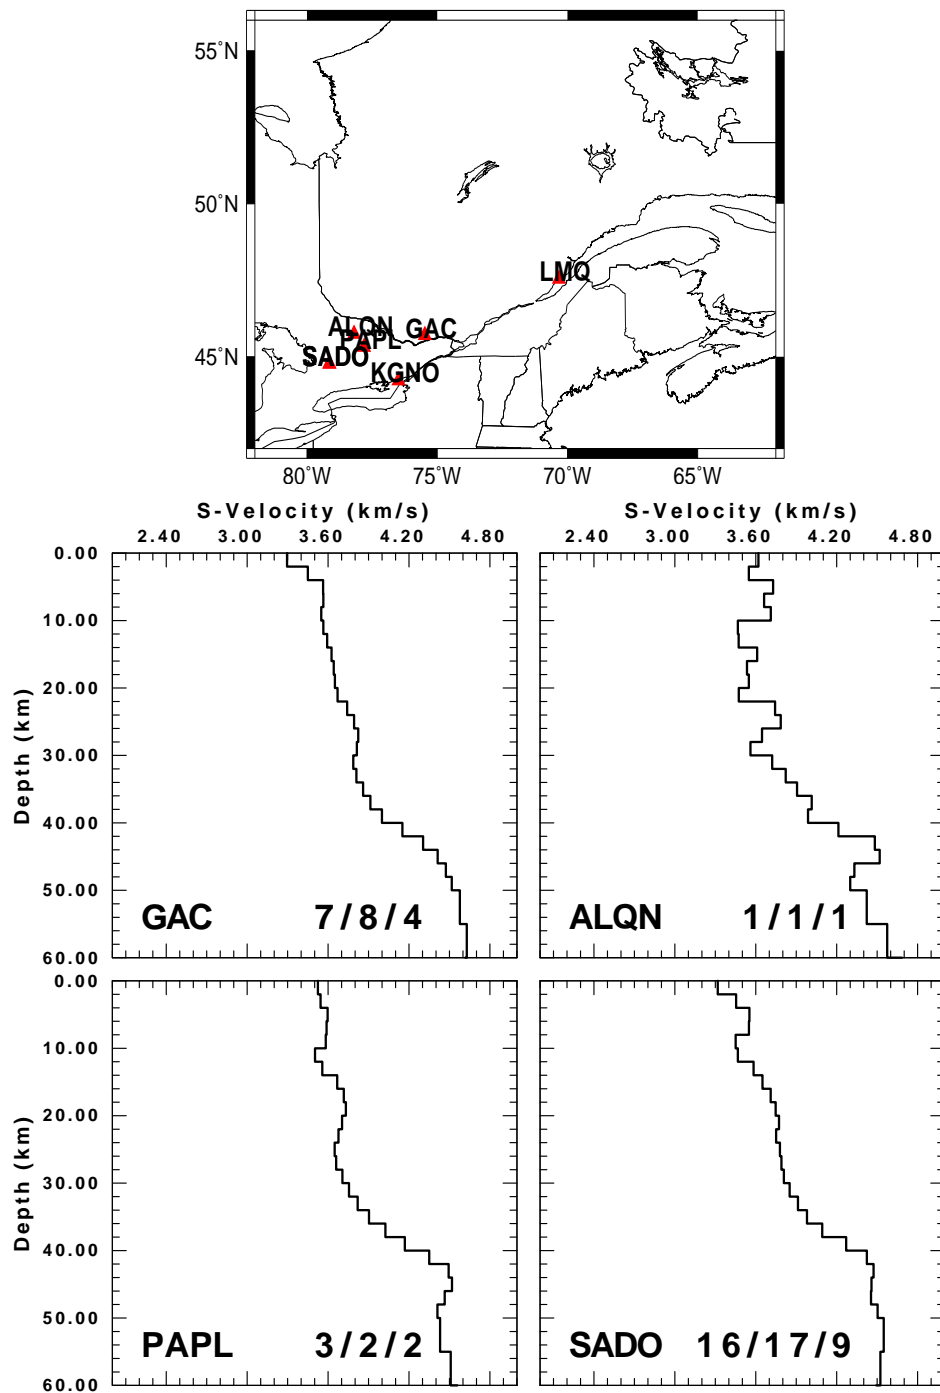 55°N
50°N
45°N
LMQ
ALQN
GAC
PAPL
SADO
KGNO
80°W 75°W 70°W 65°W
S-Velocity (km/s) S-Velocity (km/s)
2.40 3.00 3.60 4.20 4.80 2.40 3.00 3.60 4.20 4.80
0.00
10.00
20.00
30.00
40.00
50.00
60.00
Depth (km)
GAC 7/8/4
ALQN 1/1/1
0.00
10.00
20.00
30.00
40.00
50.00
60.00
Depth (km)
PAPL 3/2/2
SADO 16/17/9